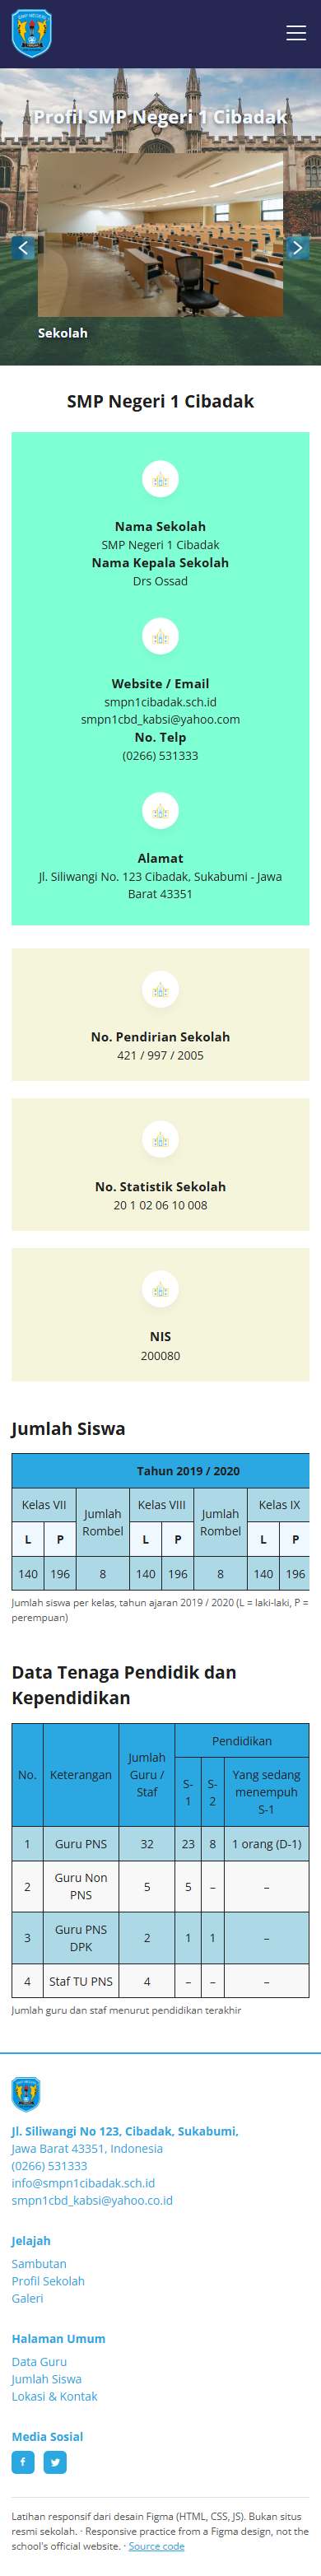 Profil SMP Negeri 1 Cibadak
Sekolah
SMP Negeri 1 Cibadak
Nama Sekolah
SMP Negeri 1 Cibadak
Nama Kepala Sekolah
Drs Ossad
Website / Email
smpn1cibadak.sch.id
smpn1cbd_kabsi@yahoo.com
No. Telp
(0266) 531333
Alamat
Jl. Siliwangi No. 123 Cibadak, Sukabumi - Jawa
Barat 43351
No. Pendirian Sekolah
421 / 997 / 2005
No. Statistik Sekolah
20 1 02 06 10 008
NIS
200080
Jumlah Siswa
Tahun 2019 / 2020
Kelas VII Jumlah Rombel Kelas VIII Jumlah Rombel Kelas IX
L P L P L P
140 196 8 140 196 8 140 196
Jumlah siswa per kelas, tahun ajaran 2019 / 2020 (L = laki-laki, P =
perempuan)
Data Tenaga Pendidik dan
Kependidikan
No. Keterangan Jumlah Guru / Staf Pendidikan
S-1 S-2 Yang sedang menempuh S-1
1 Guru PNS 32 23 8 1 orang (D-1)
2 Guru Non PNS 5 5 – –
3 Guru PNS DPK 2 1 1 –
4 Staf TU PNS 4 – – –
Jumlah guru dan staf menurut pendidikan terakhir
Jl. Siliwangi No 123, Cibadak, Sukabumi,
Jawa Barat 43351, Indonesia
(0266) 531333
info@smpn1cibadak.sch.id
smpn1cbd_kabsi@yahoo.co.id
Jelajah
Sambutan
Profil Sekolah
Galeri
Halaman Umum
Data Guru
Jumlah Siswa
Lokasi & Kontak
Media Sosial
Latihan responsif dari desain Figma (HTML, CSS, JS). Bukan situs
resmi sekolah. · Responsive practice from a Figma design, not the
school's official website. · Source code